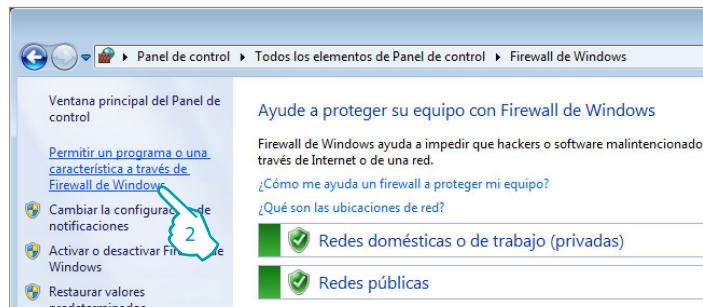 Panel de control Todos los elementos de Panel de control Firewall de Windows
Ventana principal del Panel de
control
Permitir un programa o una
característica a través de
Firewall de Windows
Cambiar la configuración de
notificaciones
2
Activar o desactivar Firewall de
Windows
Restaurar valores
predeterminados
Ayude a proteger su equipo con Firewall de Windows
Firewall de Windows ayuda a impedir que hackers o software malintencionado
través de Internet o de una red.
¿Cómo me ayuda un firewall a proteger mi equipo?
¿Qué son las ubicaciones de red?
Redes domésticas o de trabajo (privadas)
Redes públicas